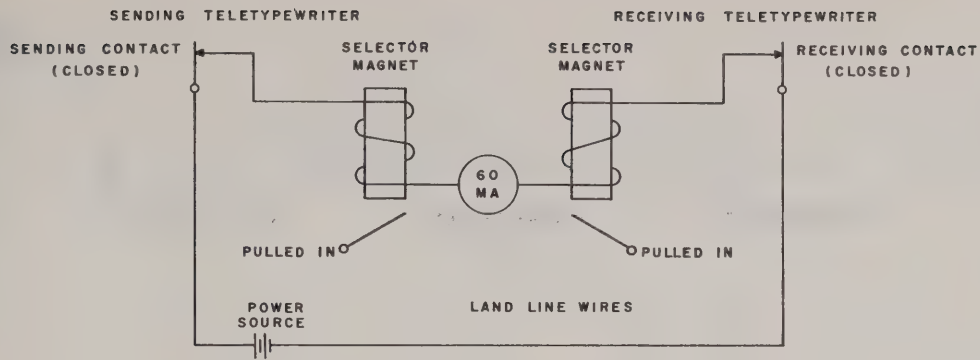 SENDING TELETYPEWRITER
RECEIVING TELETYPEWRITER
SENDING CONTACT
(CLOSED)
SELECTOR
MAGNET
SELECTOR
MAGNET
RECEIVING CONTACT
(CLOSED)
60
MA
PULLED IN
PULLED IN
POWER
SOURCE
LAND LINE WIRES